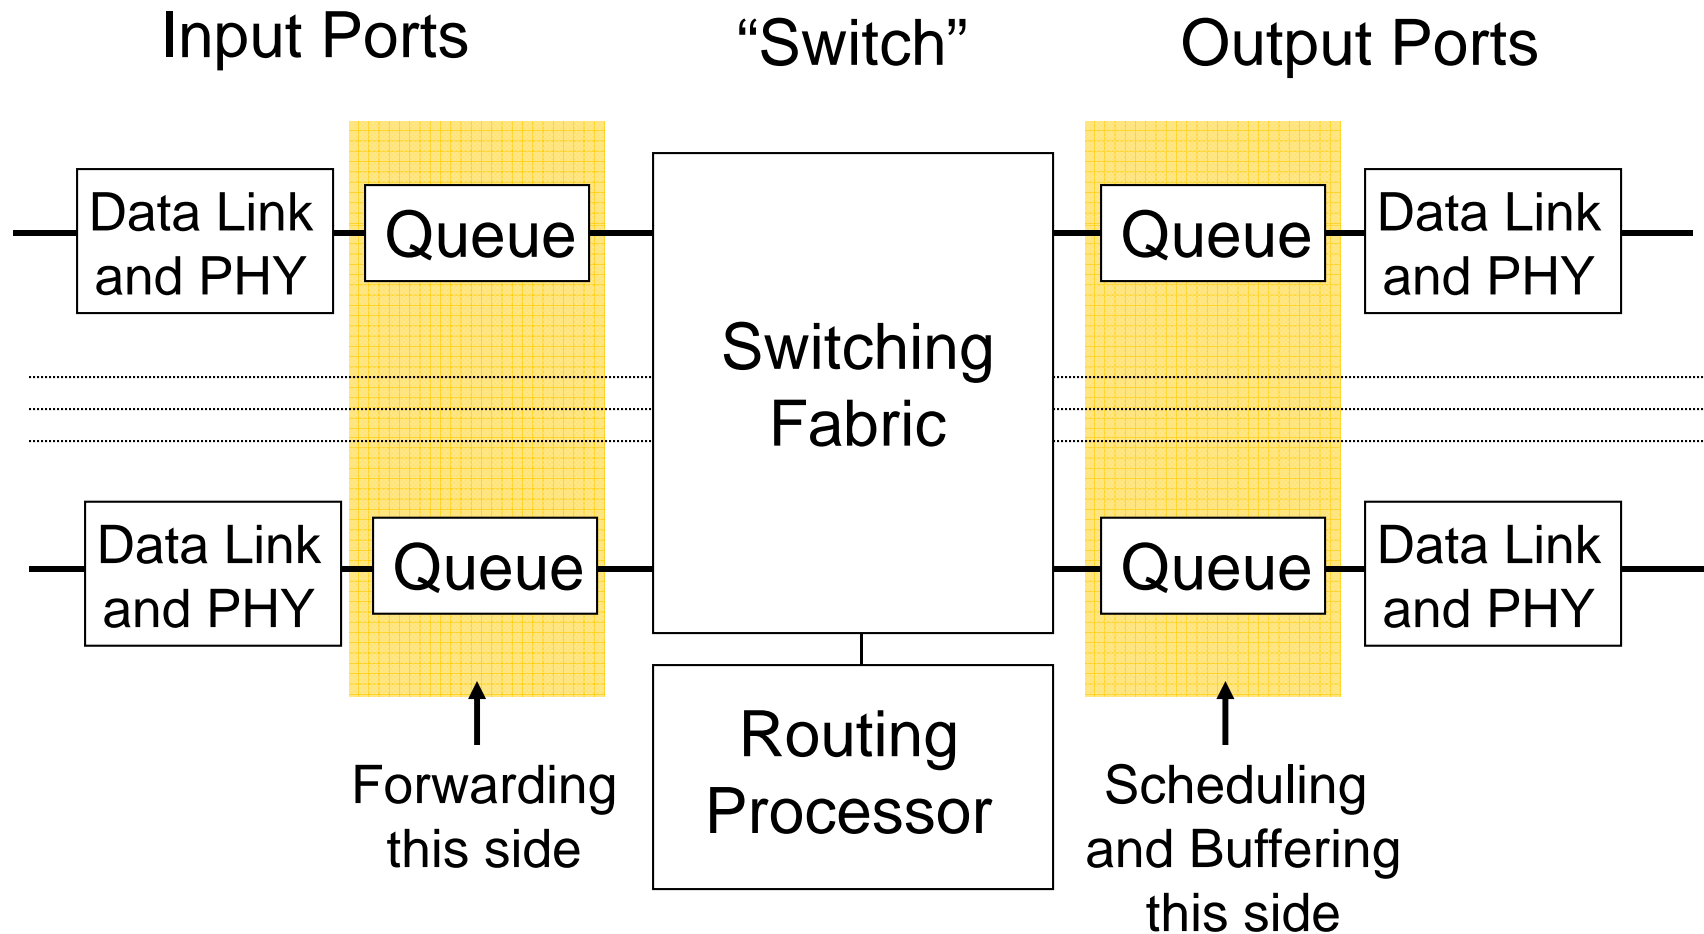 Input Ports
“Switch”
Output Ports
Data Link
and PHY
Queue
Switching
Fabric
Queue
Data Link
and PHY
Data Link
and PHY
Queue
Queue
Data Link
and PHY
Forwarding
this side
Routing
Processor
Scheduling
and Buffering
this side